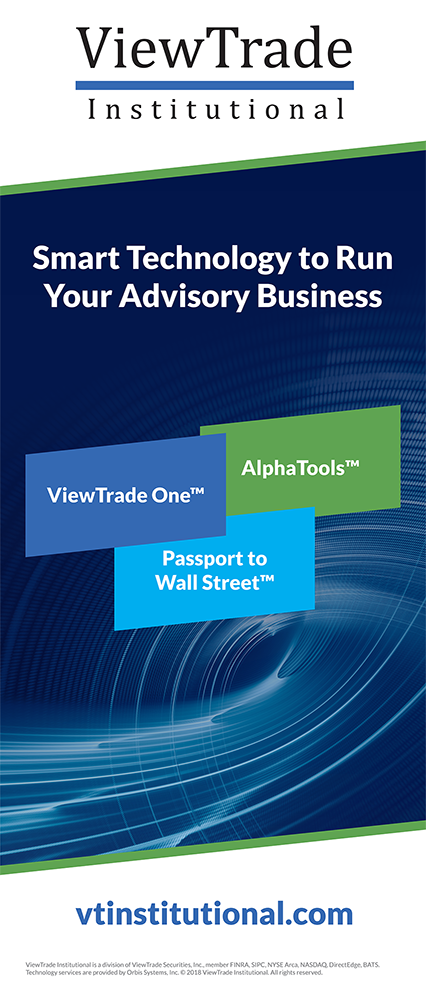 ViewTrade
Institutional
Smart Technology to Run
Your Advisory Business
AlphaTools™
ViewTrade One™
Passport to
Wall Street™
vtinstitutional.com
ViewTrade Institutional is a division of ViewTrade Securities, Inc., member FINRA, SIPC, NYSE Arca, NASDAQ, DirectEdge, BATS.
Technology services are provided by Orbis Systems, Inc. © 2018 ViewTrade Institutional. All rights reserved.